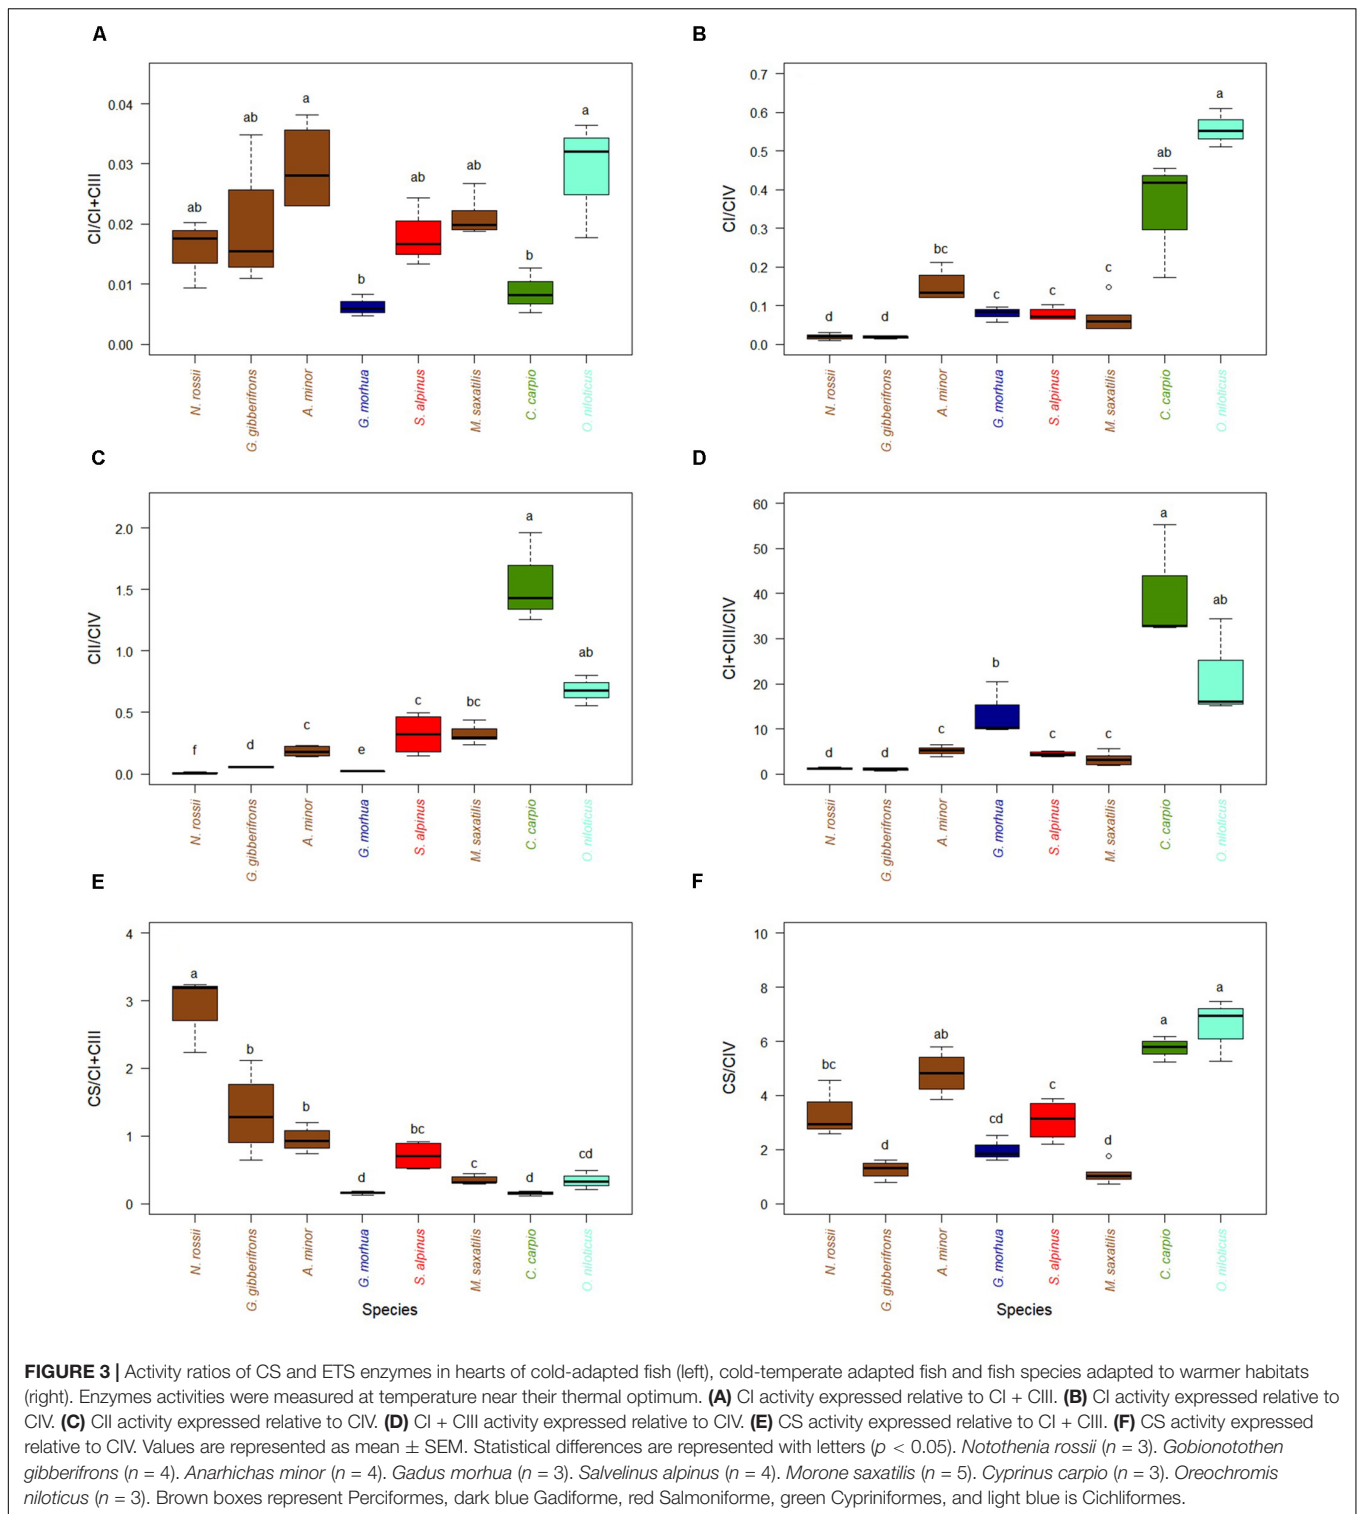 A
CI/CI+CIII
0.04
0.03
0.02
0.01
0.00
ab
ab
a
b
ab
ab
b
a
N. rossii
G. gibberifrons
A. minor
G. morhua
S. alpinus
M. saxatilis
C. carpio
O. niloticus
B
CI/CIV
0.7
0.6
0.5
0.4
0.3
0.2
0.1
0.0
d
d
bc
c
c
c
ab
a
N. rossii
G. gibberifrons
A. minor
G. morhua
S. alpinus
M. saxatilis
C. carpio
O. niloticus
C
CII/CIV
2.0
1.5
1.0
0.5
0.0
f
d
c
e
c
bc
a
ab
N. rossii
G. gibberifrons
A. minor
G. morhua
S. alpinus
M. saxatilis
C. carpio
O. niloticus
D
CI+CIII/CIV
60
50
40
30
20
10
0
d
d
c
b
c
c
a
ab
N. rossii
G. gibberifrons
A. minor
G. morhua
S. alpinus
M. saxatilis
C. carpio
O. niloticus
E
CS/CI+CIII
4
3
2
1
0
a
b
b
d
bc
c
d
cd
N. rossii
G. gibberifrons
A. minor
G. morhua
S. alpinus
M. saxatilis
C. carpio
O. niloticus
Species
F
CS/CIV
10
8
6
4
2
0
bc
d
ab
cd
c
d
a
a
N. rossii
G. gibberifrons
A. minor
G. morhua
S. alpinus
M. saxatilis
C. carpio
O. niloticus
Species
FIGURE 3 | Activity ratios of CS and ETS enzymes in hearts of cold-adapted fish (left), cold-temperate adapted fish and fish species adapted to warmer habitats
(right). Enzymes activities were measured at temperature near their thermal optimum. (A) CI activity expressed relative to CI + CIII. (B) CI activity expressed relative to
CIV. (C) CII activity expressed relative to CIV. (D) CI + CIII activity expressed relative to CIV. (E) CS activity expressed relative to CI + CIII. (F) CS activity expressed
relative to CIV. Values are represented as mean ± SEM. Statistical differences are represented with letters (p < 0.05). Notothenia rossii (n = 3). Gobionotothen
gibberifrons (n = 4). Anarhichas minor (n = 4). Gadus morhua (n = 3). Salvelinus alpinus (n = 4). Morone saxatilis (n = 5). Cyprinus carpio (n = 3). Oreochromis
niloticus (n = 3). Brown boxes represent Perciformes, dark blue Gadiforme, red Salmoniforme, green Cypriniformes, and light blue is Cichliformes.